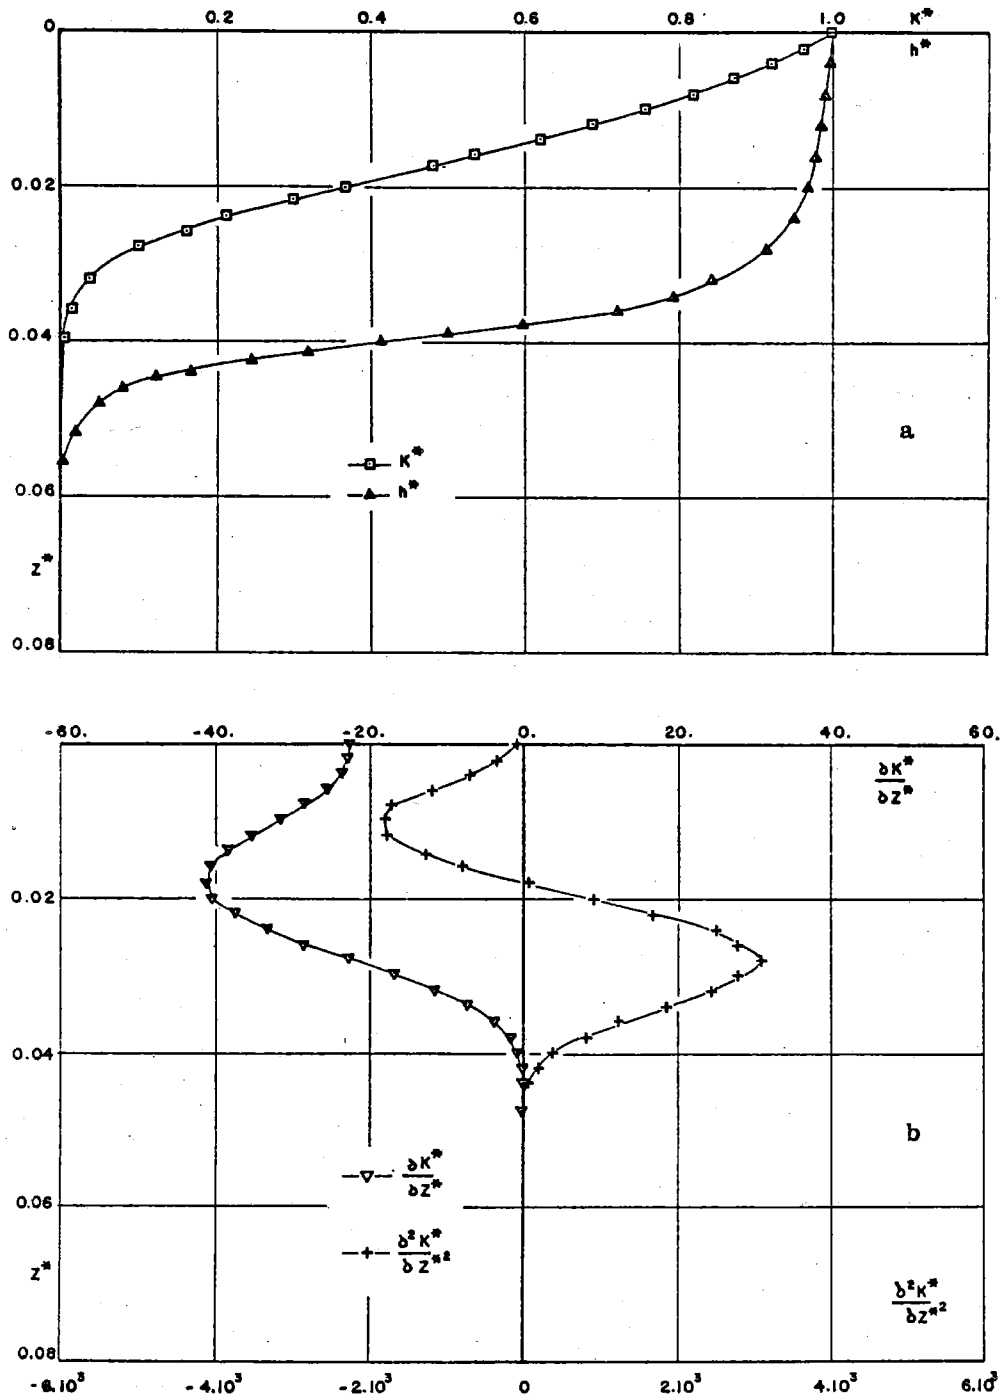 0 0.2 0.4 0.6 0.8 1.0 K*
h*
0.02
0.04
a
K*
h*
0.06
Z*
0.08
-60. -40. -20. 0. 20. 40. 60.
∂K*
∂Z*
0.02
0.04
b
∂K*
∂Z*
0.06
∂²K*
∂Z*²
Z*
∂²K*
∂Z*²
0.08
-6.10³ -4.10³ -2.10³ 0 2.10³ 4.10³ 6.10³